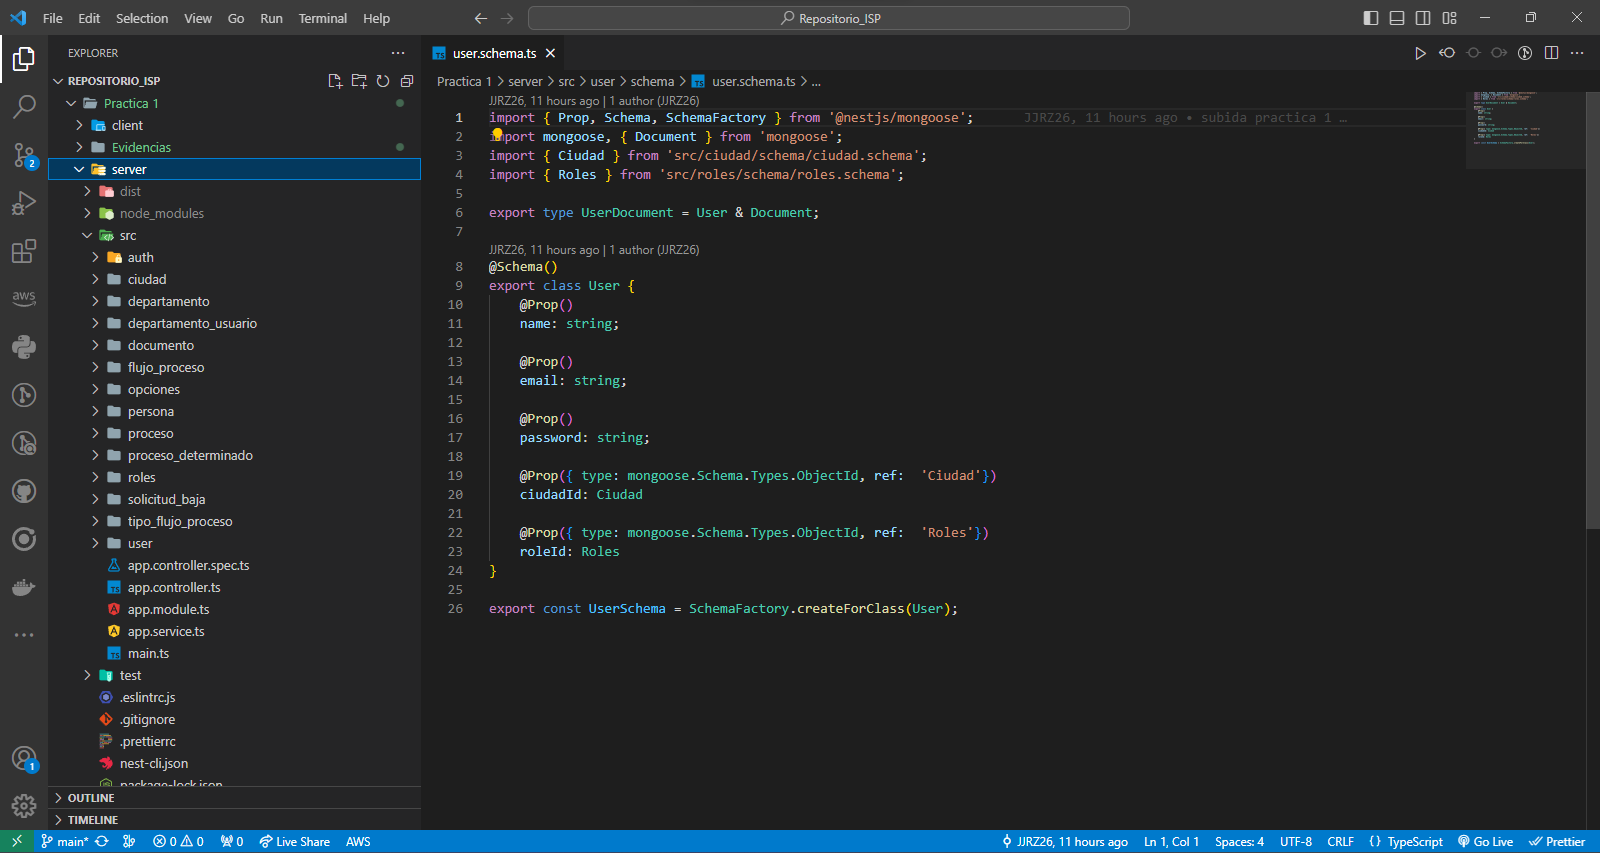 File Edit Selection View Go Run Terminal Help
Repositorio_ISP
EXPLORER
REPOSITORIO_ISP
Practica 1
client
Evidencias
server
dist
node_modules
src
auth
ciudad
departamento
departamento_usuario
documento
flujo_proceso
opciones
persona
proceso
proceso_determinado
roles
solicitud_baja
tipo_flujo_proceso
user
app.controller.spec.ts
app.controller.ts
app.module.ts
app.service.ts
main.ts
test
.eslintrc.js
.gitignore
.prettierrc
nest-cli.json
package-lock.json
OUTLINE
TIMELINE
aws
2
1
user.schema.ts
Practica 1 > server > src > user > schema > user.schema.ts > ...
JJRZ26, 11 hours ago | 1 author (JJRZ26)
1 import { Prop, Schema, SchemaFactory } from '@nestjs/mongoose'; JJRZ26, 11 hours ago • subida practica 1 …
2 import mongoose, { Document } from 'mongoose';
3 import { Ciudad } from 'src/ciudad/schema/ciudad.schema';
4 import { Roles } from 'src/roles/schema/roles.schema';
5
6 export type UserDocument = User & Document;
7
JJRZ26, 11 hours ago | 1 author (JJRZ26)
8 @Schema()
9 export class User {
10 @Prop()
11 name: string;
12
13 @Prop()
14 email: string;
15
16 @Prop()
17 password: string;
18
19 @Prop({ type: mongoose.Schema.Types.ObjectId, ref:  'Ciudad'})
20 ciudadId: Ciudad
21
22 @Prop({ type: mongoose.Schema.Types.ObjectId, ref:  'Roles'})
23 roleId: Roles
24 }
25
26 export const UserSchema = SchemaFactory.createForClass(User);
main* 0 0 0 Live Share AWS JJRZ26, 11 hours ago Ln 1, Col 1 Spaces: 4 UTF-8 CRLF {} TypeScript Go Live Prettier